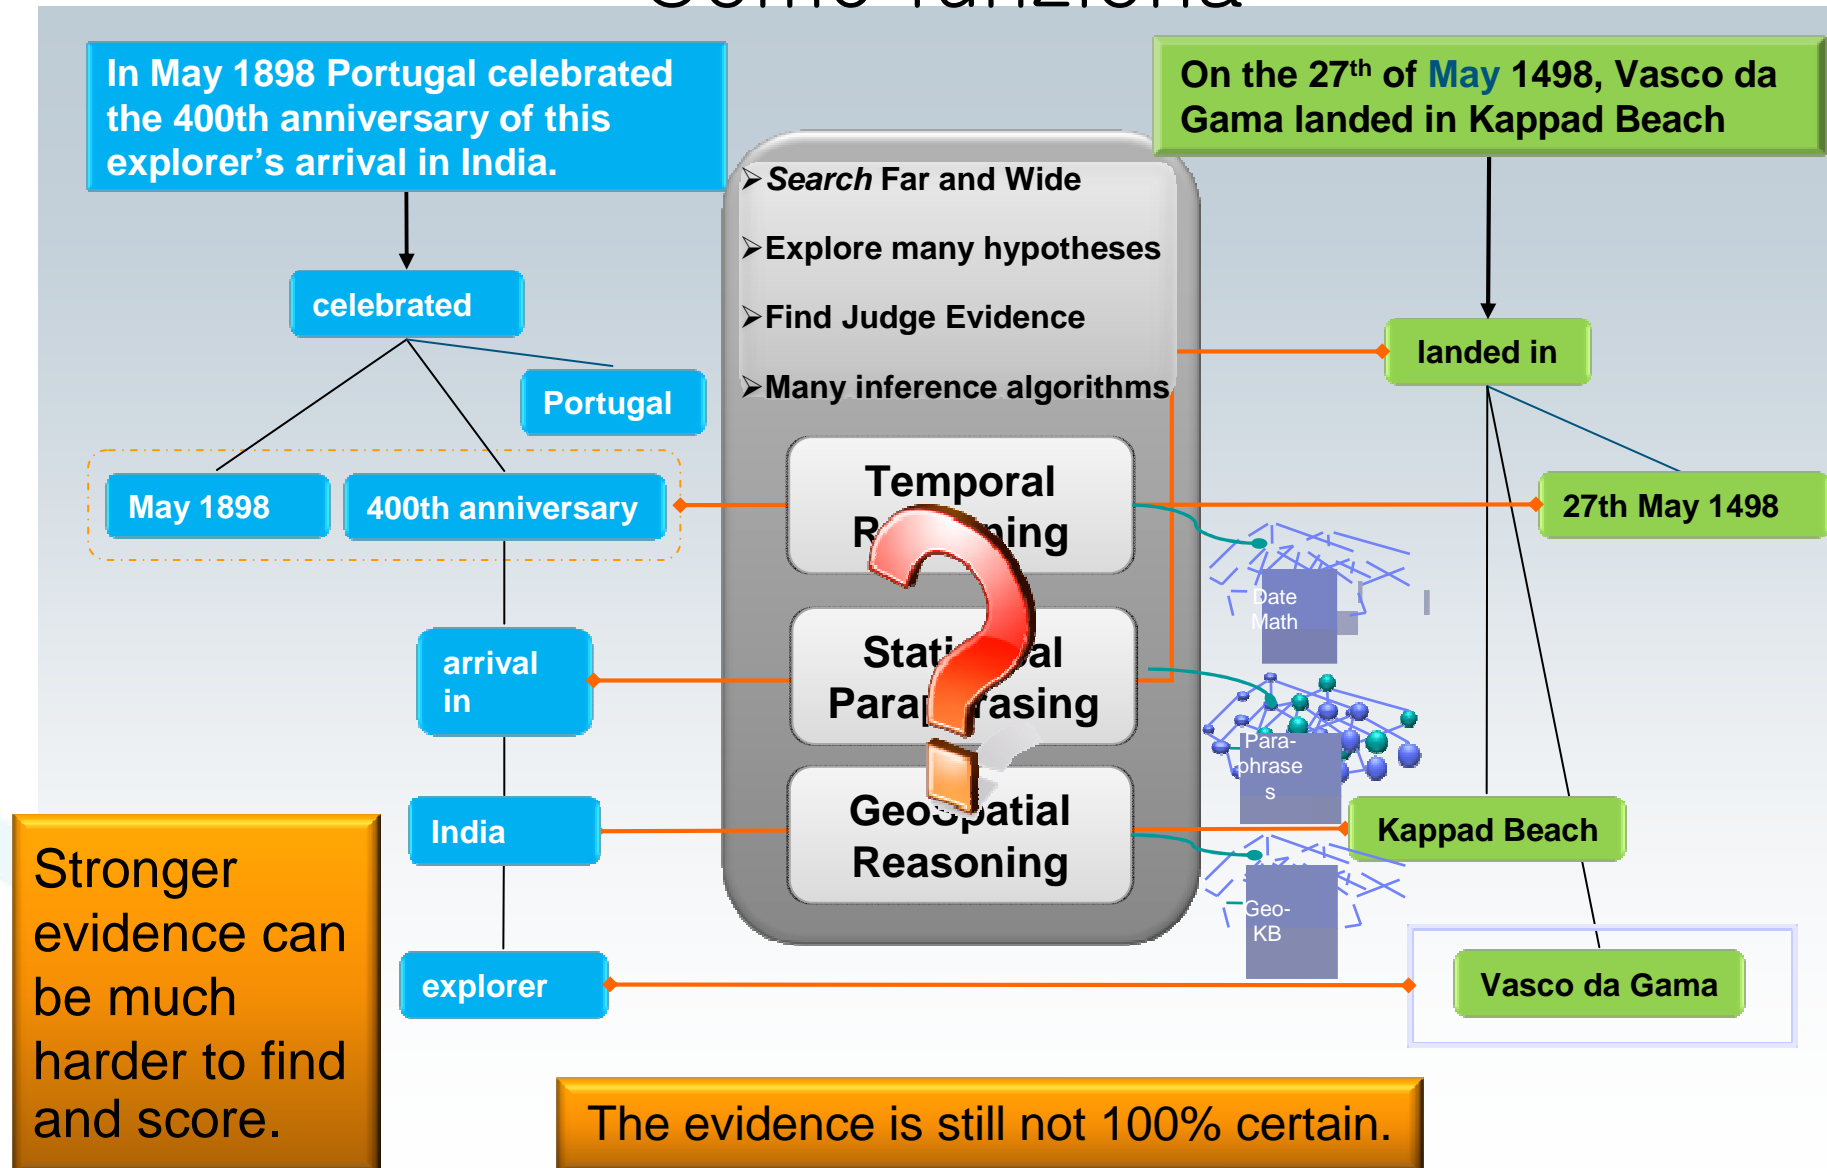 In May 1898 Portugal celebrated
the 400th anniversary of this
explorer's arrival in India.
On the 27th of May 1498, Vasco da
Gama landed in Kappad Beach
➢Search Far and Wide
➢Explore many hypotheses
➢Find Judge Evidence
➢Many inference algorithms
celebrated
Portugal
May 1898
400th anniversary
arrival
in
India
explorer
Temporal
Paraphrasing
GeoSpatial
Reasoning
landed in
27th May 1498
Date
Math
Para-
phrase
s
Kappad Beach
Geo-
KB
Vasco da Gama
Stronger
evidence can
be much
harder to find
and score.
The evidence is still not 100% certain.